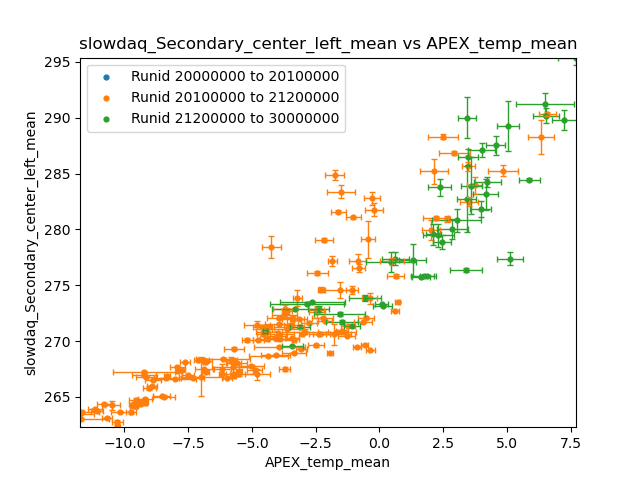 slowdaq_Secondary_center_left_mean vs APEX_temp_mean
Runid 20000000 to 20100000
Runid 20100000 to 21200000
Runid 21200000 to 30000000
slowdaq_Secondary_center_left_mean
295
290
285
280
275
270
265
−10.0 −7.5 −5.0 −2.5 0.0 2.5 5.0 7.5
APEX_temp_mean